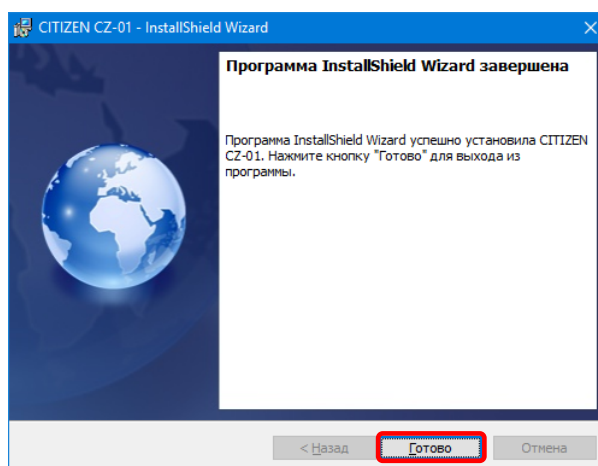 CITIZEN CZ-01 - InstallShield Wizard
Программа InstallShield Wizard завершена
Программа InstallShield Wizard успешно установила CITIZEN
CZ-01. Нажмите кнопку "Готово" для выхода из
программы.
< Назад Готово Отмена